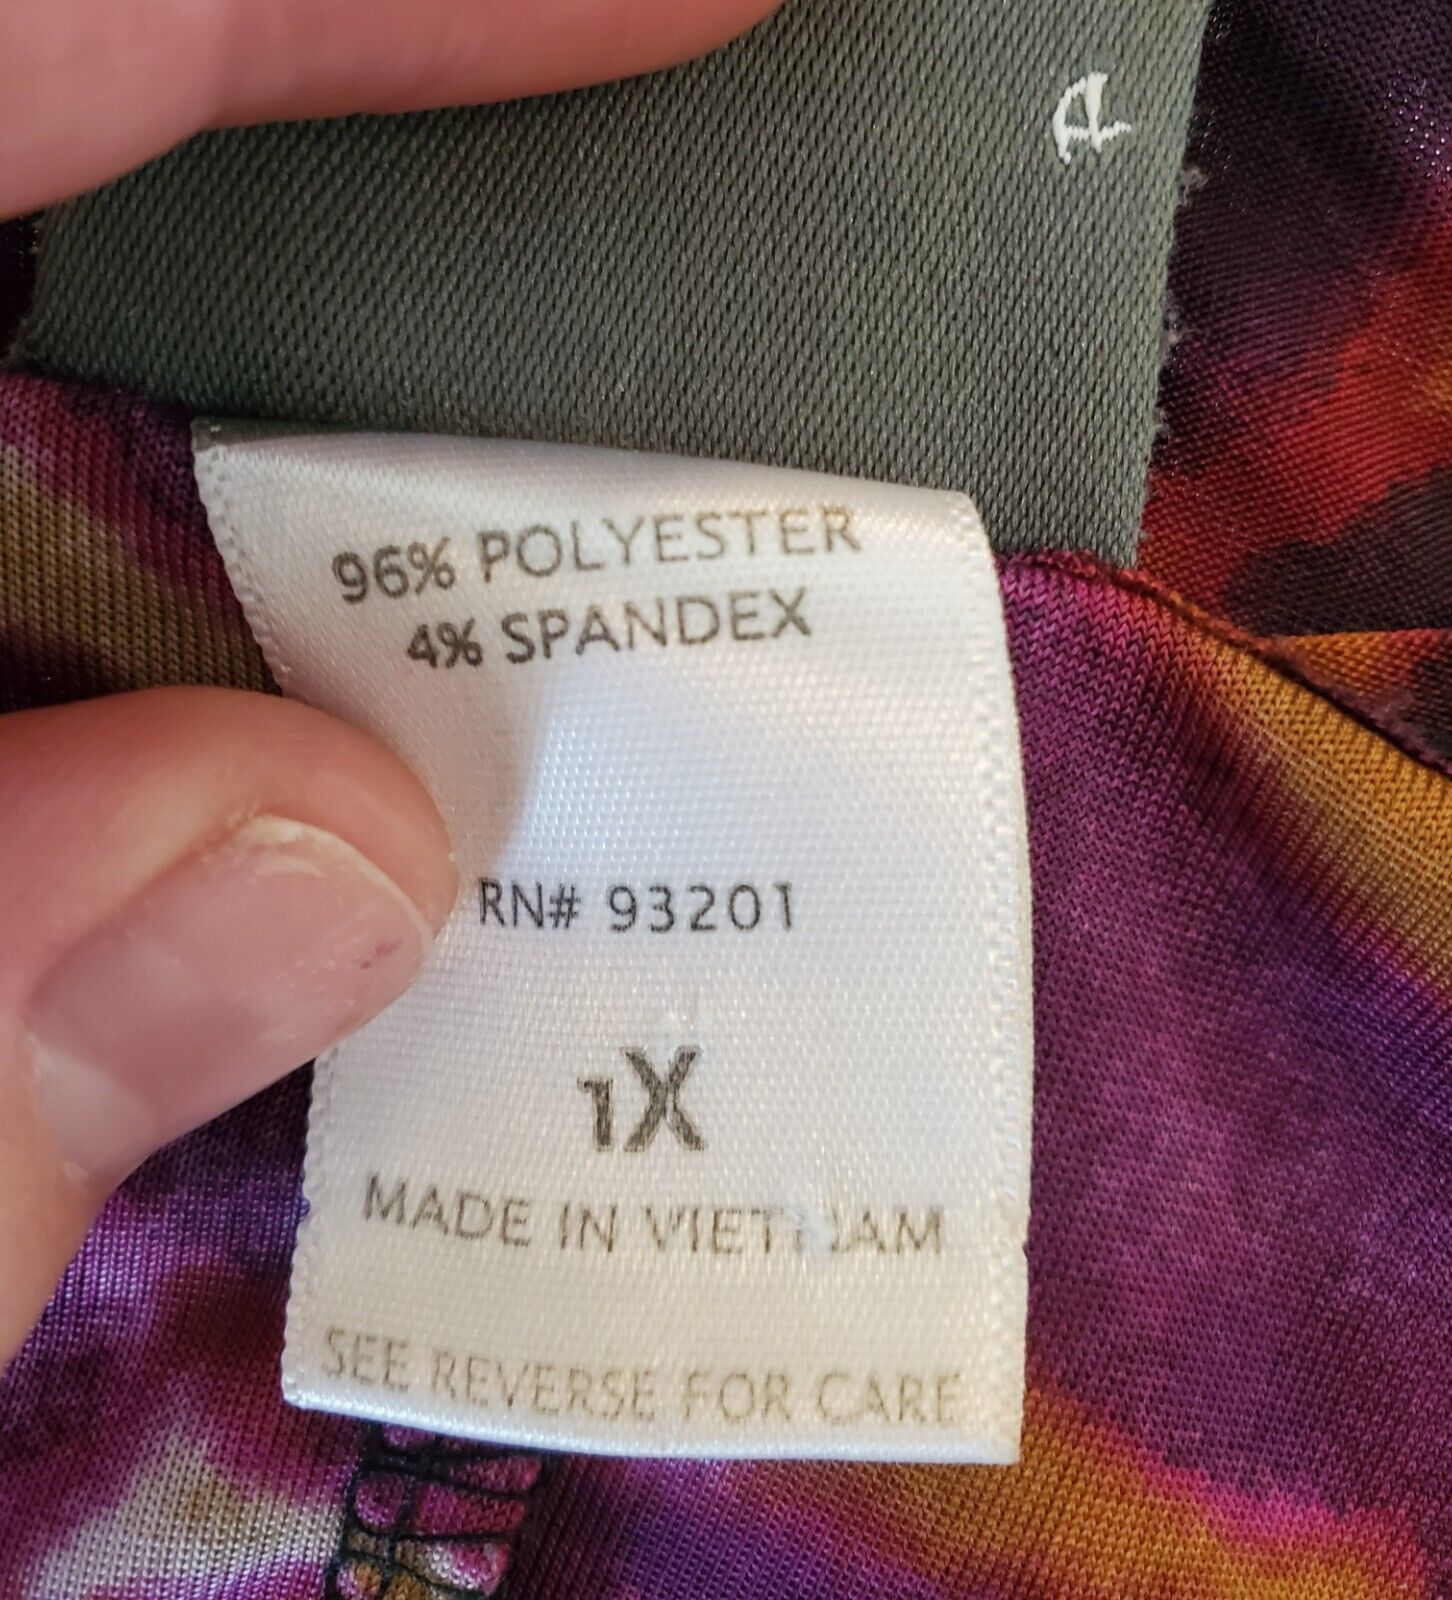 A
96% POLYESTER
4% SPANDEX
RN# 93201
1X
MADE IN VIETNAM
SEE REVERSE FOR CARE